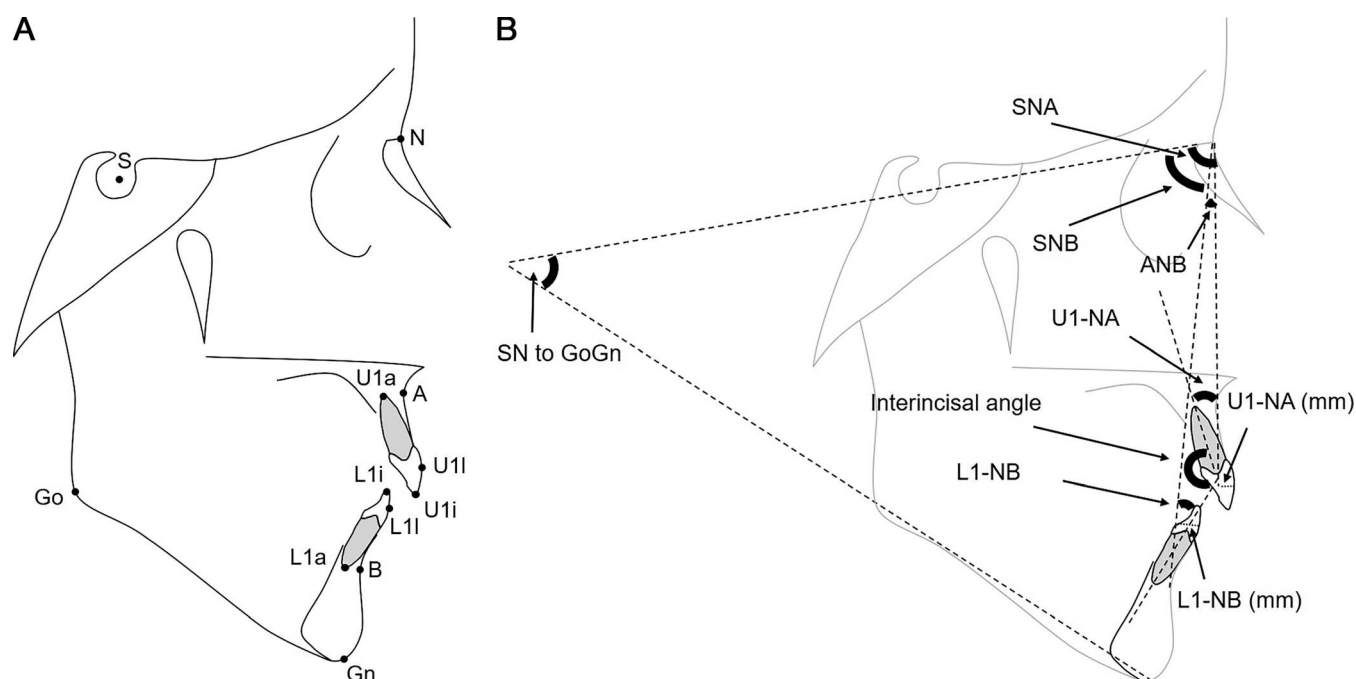 A
S
N
U1a
A
U1l
L1i
U1i
L1l
Go
L1a
B
Gn
B
SNA
SNB
ANB
SN to GoGn
U1-NA
Interincisal angle
U1-NA (mm)
L1-NB
L1-NB (mm)